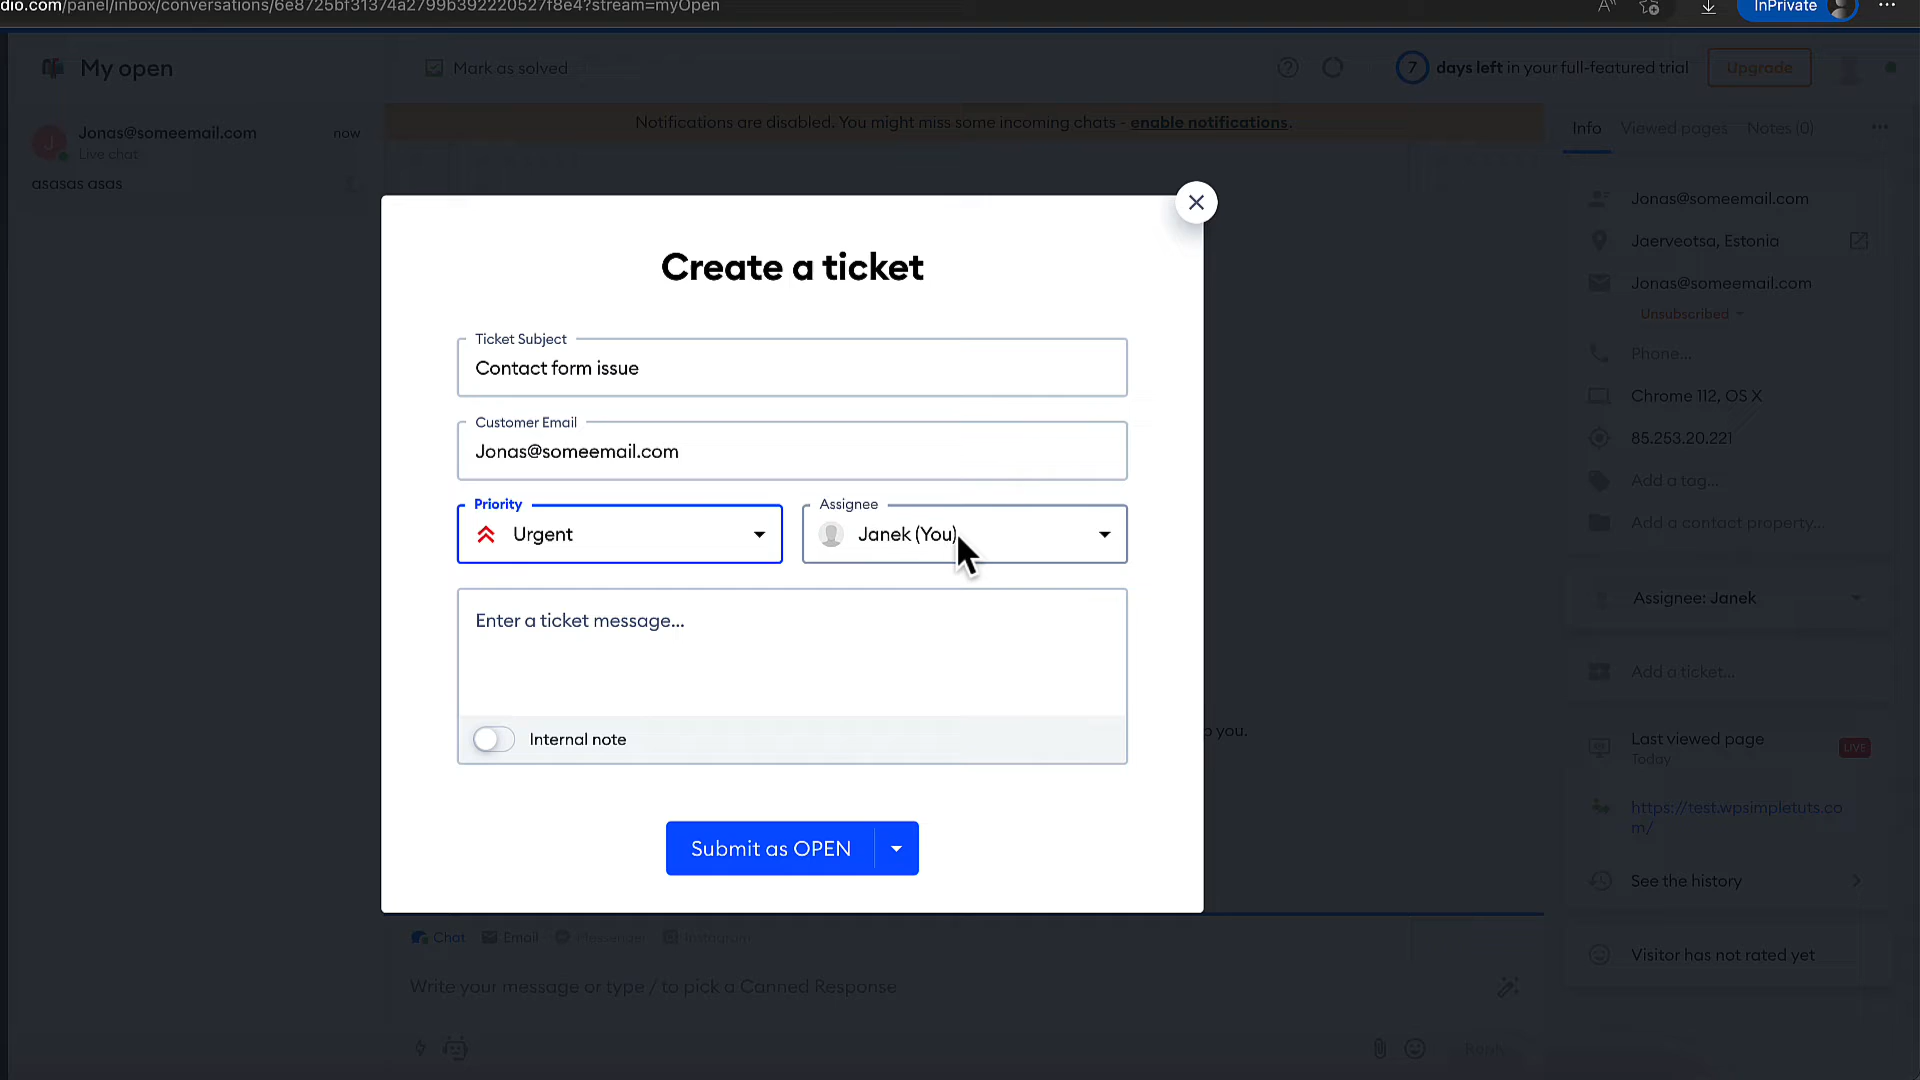 dio.com/panel/inbox/conversations/6e8725bf31374a2799b392220527f8e4?stream=myOpen
InPrivate
My open
Mark as solved
7 days left in your full-featured trial
Upgrade
Jonas@someemail.com
now
Live chat
asasas asas
Notifications are disabled. You might miss some incoming chats - enable notifications.
Info
Viewed pages
Notes (0)
Create a ticket
Ticket Subject
Contact form issue
Customer Email
Jonas@someemail.com
Priority
Urgent
Assignee
Janek (You)
Enter a ticket message...
Internal note
Submit as OPEN
Jonas@someemail.com
Jaerveotsa, Estonia
Jonas@someemail.com
Unsubscribed
Phone...
Chrome 112, OS X
85.253.20.221
Add a tag...
Add a contact property...
Assignee: Janek
Add a ticket...
you.
Last viewed page
LIVE
Today
https://test.wpsimpletuts.co
m/
See the history
Visitor has not rated yet
Chat
Email
Messenger
Instagram
Write your message or type / to pick a Canned Response